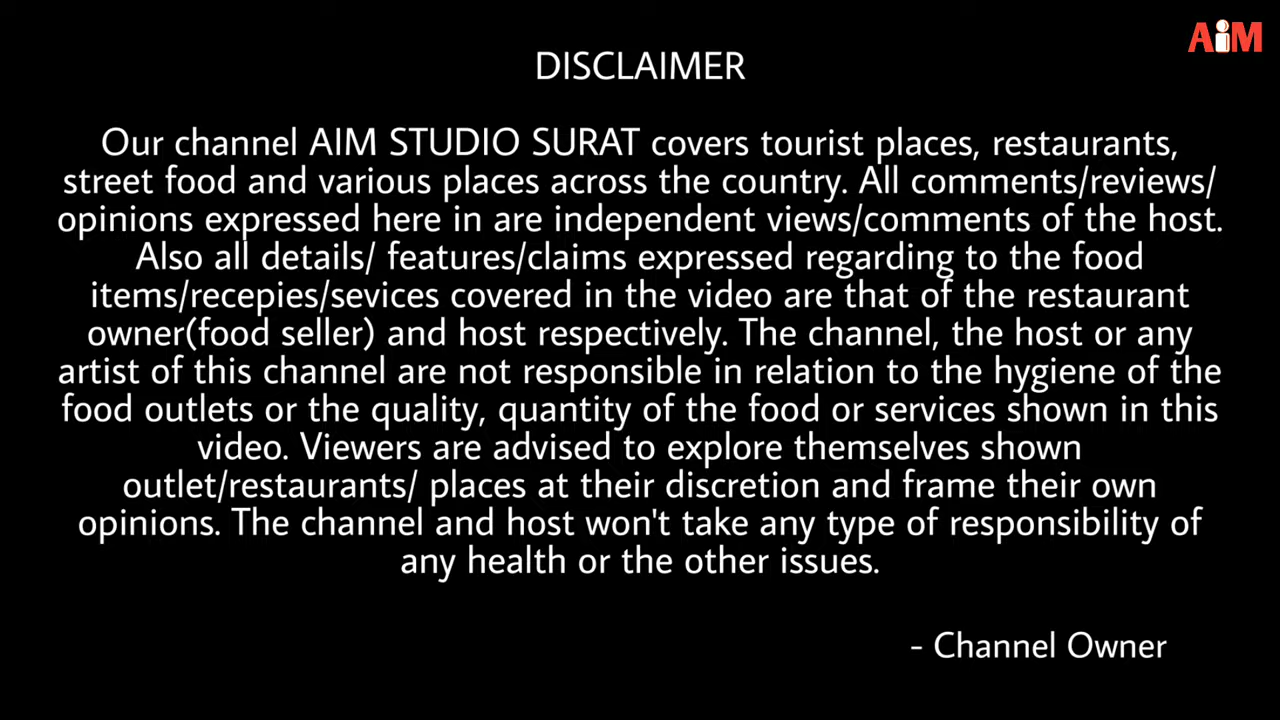 AiM
DISCLAIMER
Our channel AIM STUDIO SURAT covers tourist places, restaurants,
street food and various places across the country. All comments/reviews/
opinions expressed here in are independent views/comments of the host.
Also all details/ features/claims expressed regarding to the food
items/recepies/sevices covered in the video are that of the restaurant
owner(food seller) and host respectively. The channel, the host or any
artist of this channel are not responsible in relation to the hygiene of the
food outlets or the quality, quantity of the food or services shown in this
video. Viewers are advised to explore themselves shown
outlet/restaurants/ places at their discretion and frame their own
opinions. The channel and host won't take any type of responsibility of
any health or the other issues.
- Channel Owner